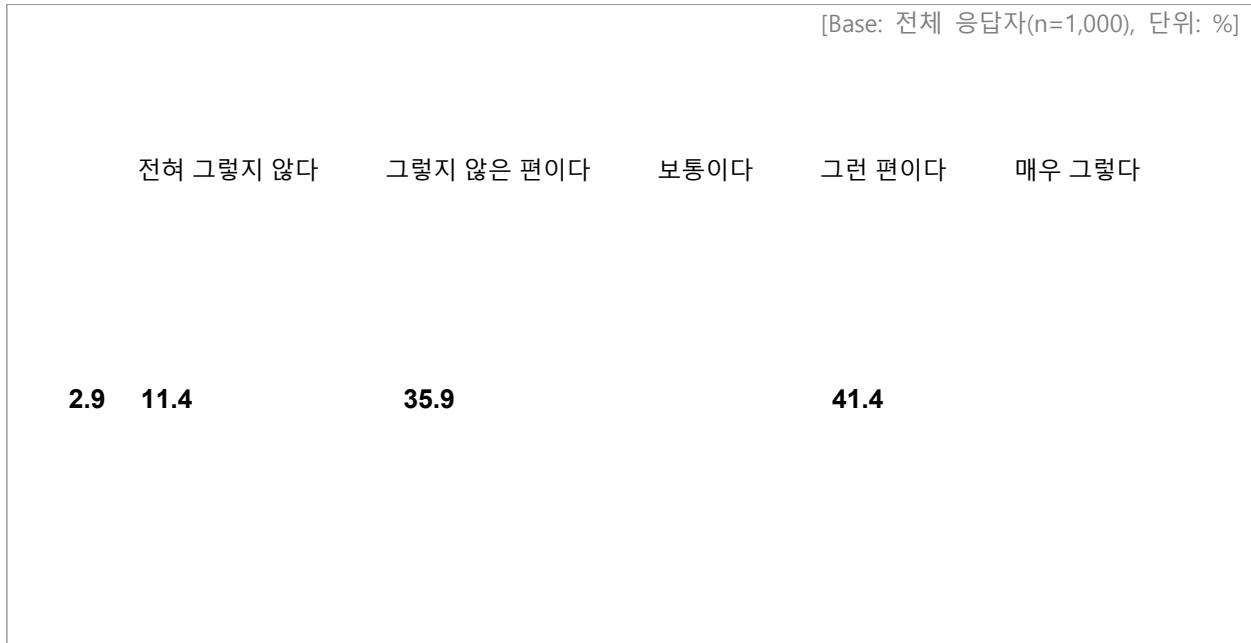 [Base: 전체 응답자(n=1,000), 단위: %]
전혀 그렇지 않다 그렇지 않은 편이다 보통이다 그런 편이다 매우 그렇다
2.9 11.4 35.9 41.4